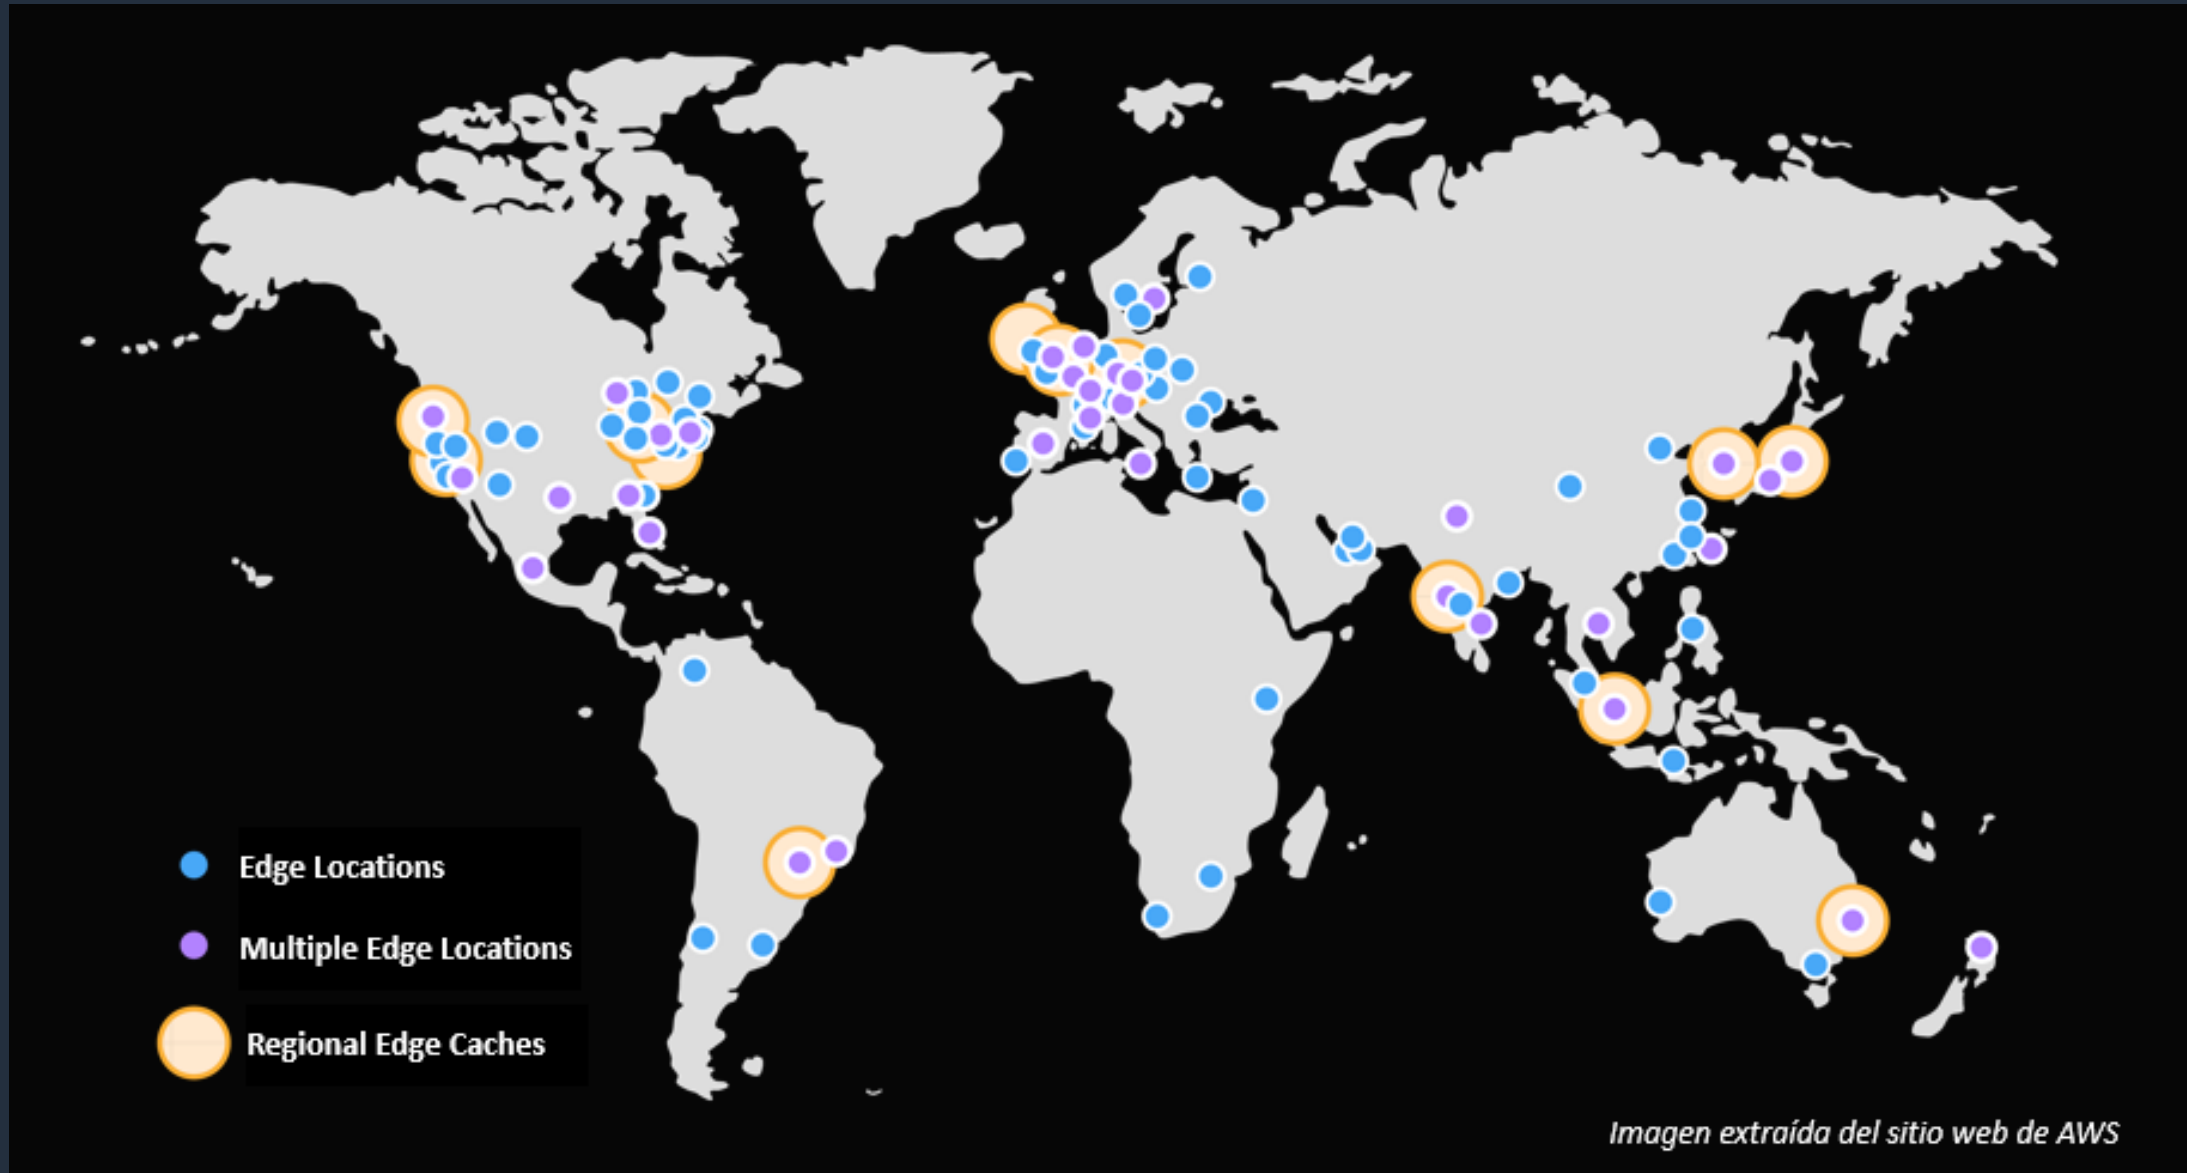 Edge Locations
Multiple Edge Locations
Regional Edge Caches
Imagen extraída del sitio web de AWS